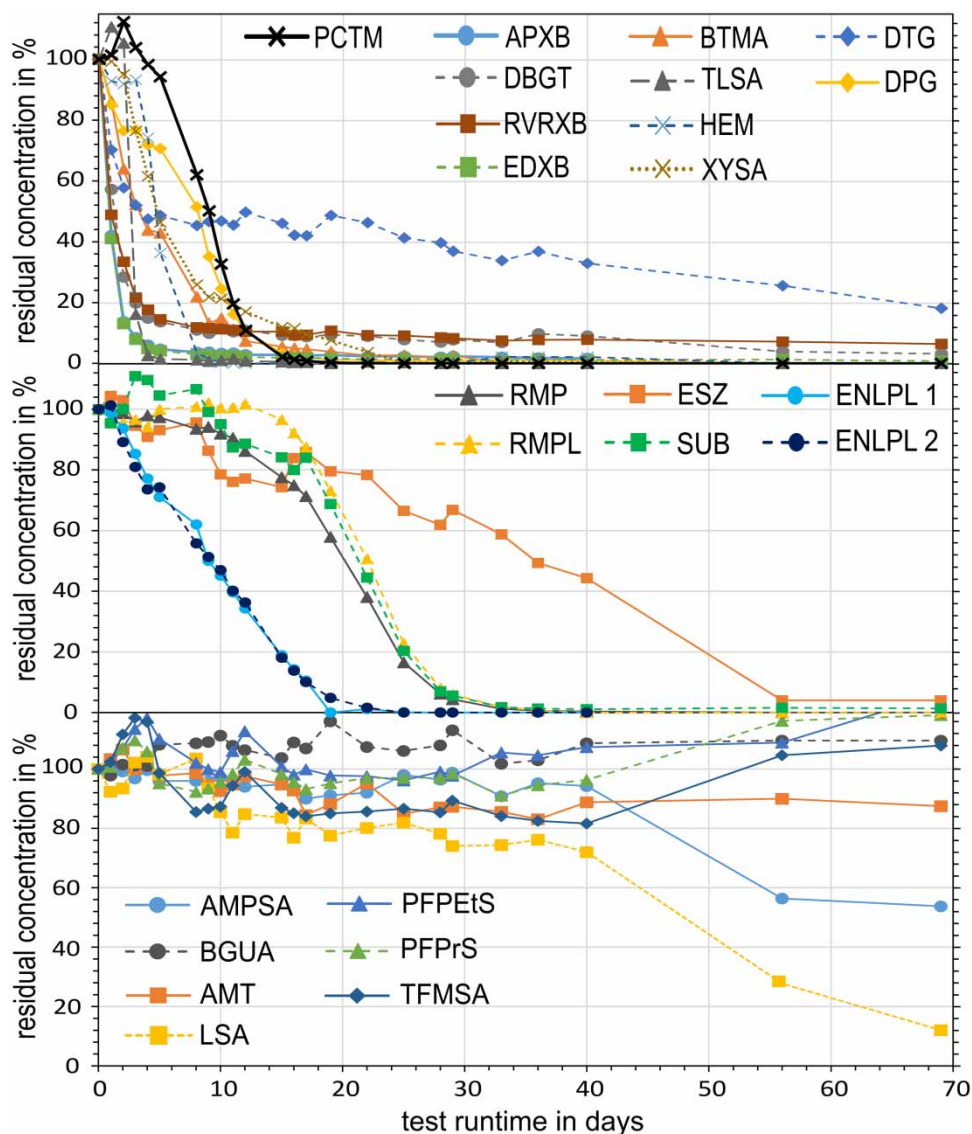 residual concentration in %
100
80
60
40
20
0
PCTM
APXB
BTMA
DTG
DBGT
TLSA
DPG
RVRXB
HEM
EDXB
XYSA
residual concentration in %
100
80
60
40
20
0
RMP
ESZ
ENLPL 1
RMPL
SUB
ENLPL 2
residual concentration in %
100
80
60
40
20
0
AMPSA
PFPEtS
BGUA
PFPrS
AMT
TFMSA
LSA
0 10 20 30 40 50 60 70
test runtime in days